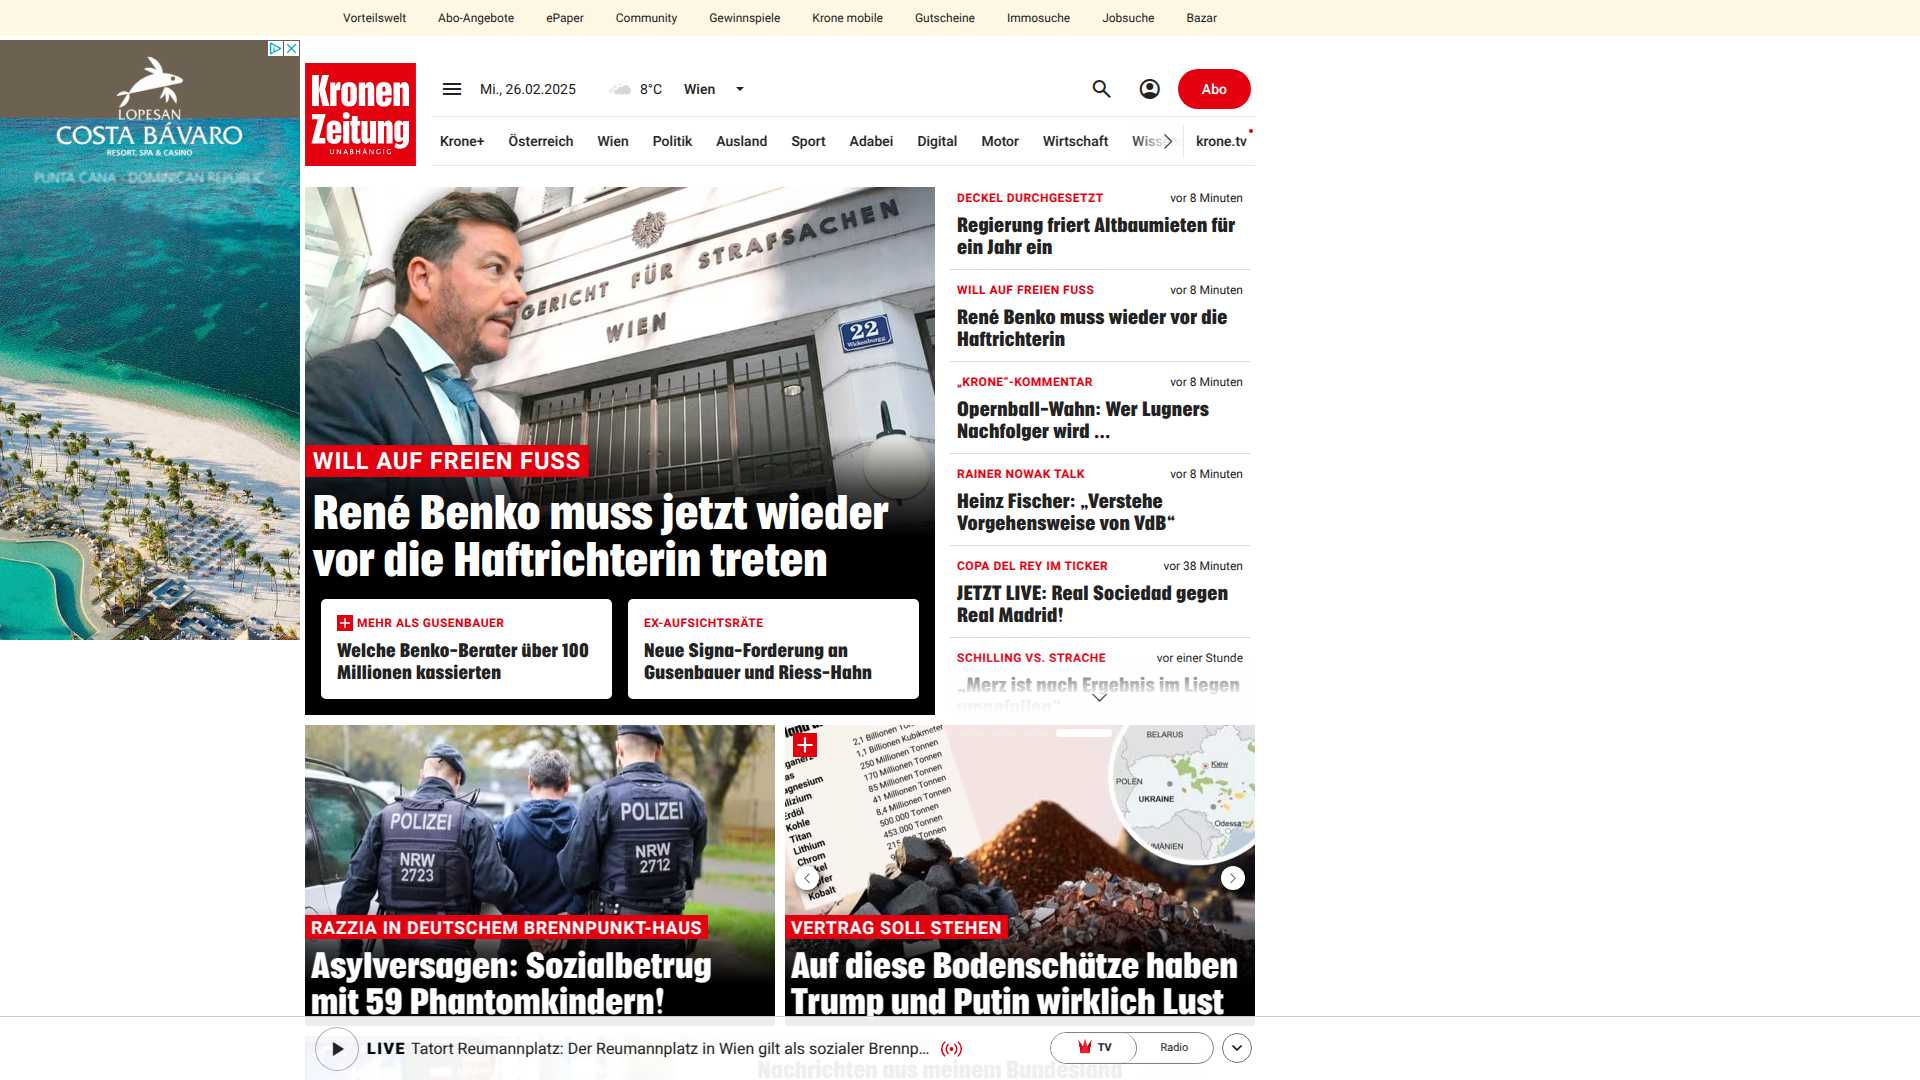 Vorteilswelt
Abo-Angebote
ePaper
Community
Gewinnspiele
Krone mobile
Gutscheine
Immosuche
Jobsuche
Bazar
LOPESAN
COSTA BÁVARO
RESORT, SPA & CASINO
PUNTA CANA - DOMINICAN REPUBLIC
Kronen
Zeitung
UNABHÄNGIG
Mi., 26.02.2025
8°C
Wien
Abo
Krone+
Österreich
Wien
Politik
Ausland
Sport
Adabei
Digital
Motor
Wirtschaft
krone.tv
GERICHT FÜR STRAFSACHEN
WIEN
22
Wickenburgg
WILL AUF FREIEN FUSS
René Benko muss jetzt wieder
vor die Haftrichterin treten
MEHR ALS GUSENBAUER
Welche Benko-Berater über 100
Millionen kassierten
EX-AUFSICHTSRÄTE
Neue Signa-Forderung an
Gusenbauer und Riess-Hahn
DECKEL DURCHGESETZT
vor 8 Minuten
Regierung friert Altbaumieten für
ein Jahr ein
WILL AUF FREIEN FUSS
vor 8 Minuten
René Benko muss wieder vor die
Haftrichterin
„KRONE“-KOMMENTAR
vor 8 Minuten
Opernball-Wahn: Wer Lugners
Nachfolger wird ...
RAINER NOWAK TALK
vor 8 Minuten
Heinz Fischer: „Verstehe
Vorgehensweise von VdB“
COPA DEL REY IM TICKER
vor 38 Minuten
JETZT LIVE: Real Sociedad gegen
Real Madrid!
SCHILLING VS. STRACHE
vor einer Stunde
„Merz ist nach Ergebnis im Liegen
umgefallen“
POLIZEI
NRW
2723
POLIZEI
NRW
2712
RAZZIA IN DEUTSCHEM BRENNPUNKT-HAUS
Asylversagen: Sozialbetrug
mit 59 Phantomkindern!
2,1 Billionen
1,1 Billionen Kubikmeter
250 Millionen Tonnen
170 Millionen Tonnen
85 Millionen Tonnen
41 Millionen Tonnen
8,4 Millionen Tonnen
500.000 Tonnen
453.000 Tonnen
Tonnen
Erdöl
Kohle
Titan
Lithium
Chrom
Kobalt
BELARUS
Kiew
POLEN
UKRAINE
Odessa
VERTRAG SOLL STEHEN
Auf diese Bodenschätze haben
Trump und Putin wirklich Lust
LIVE Tatort Reumannplatz: Der Reumannplatz in Wien gilt als sozialer Brennp...
TV
Radio
Nachrichten aus meinem Bundesland